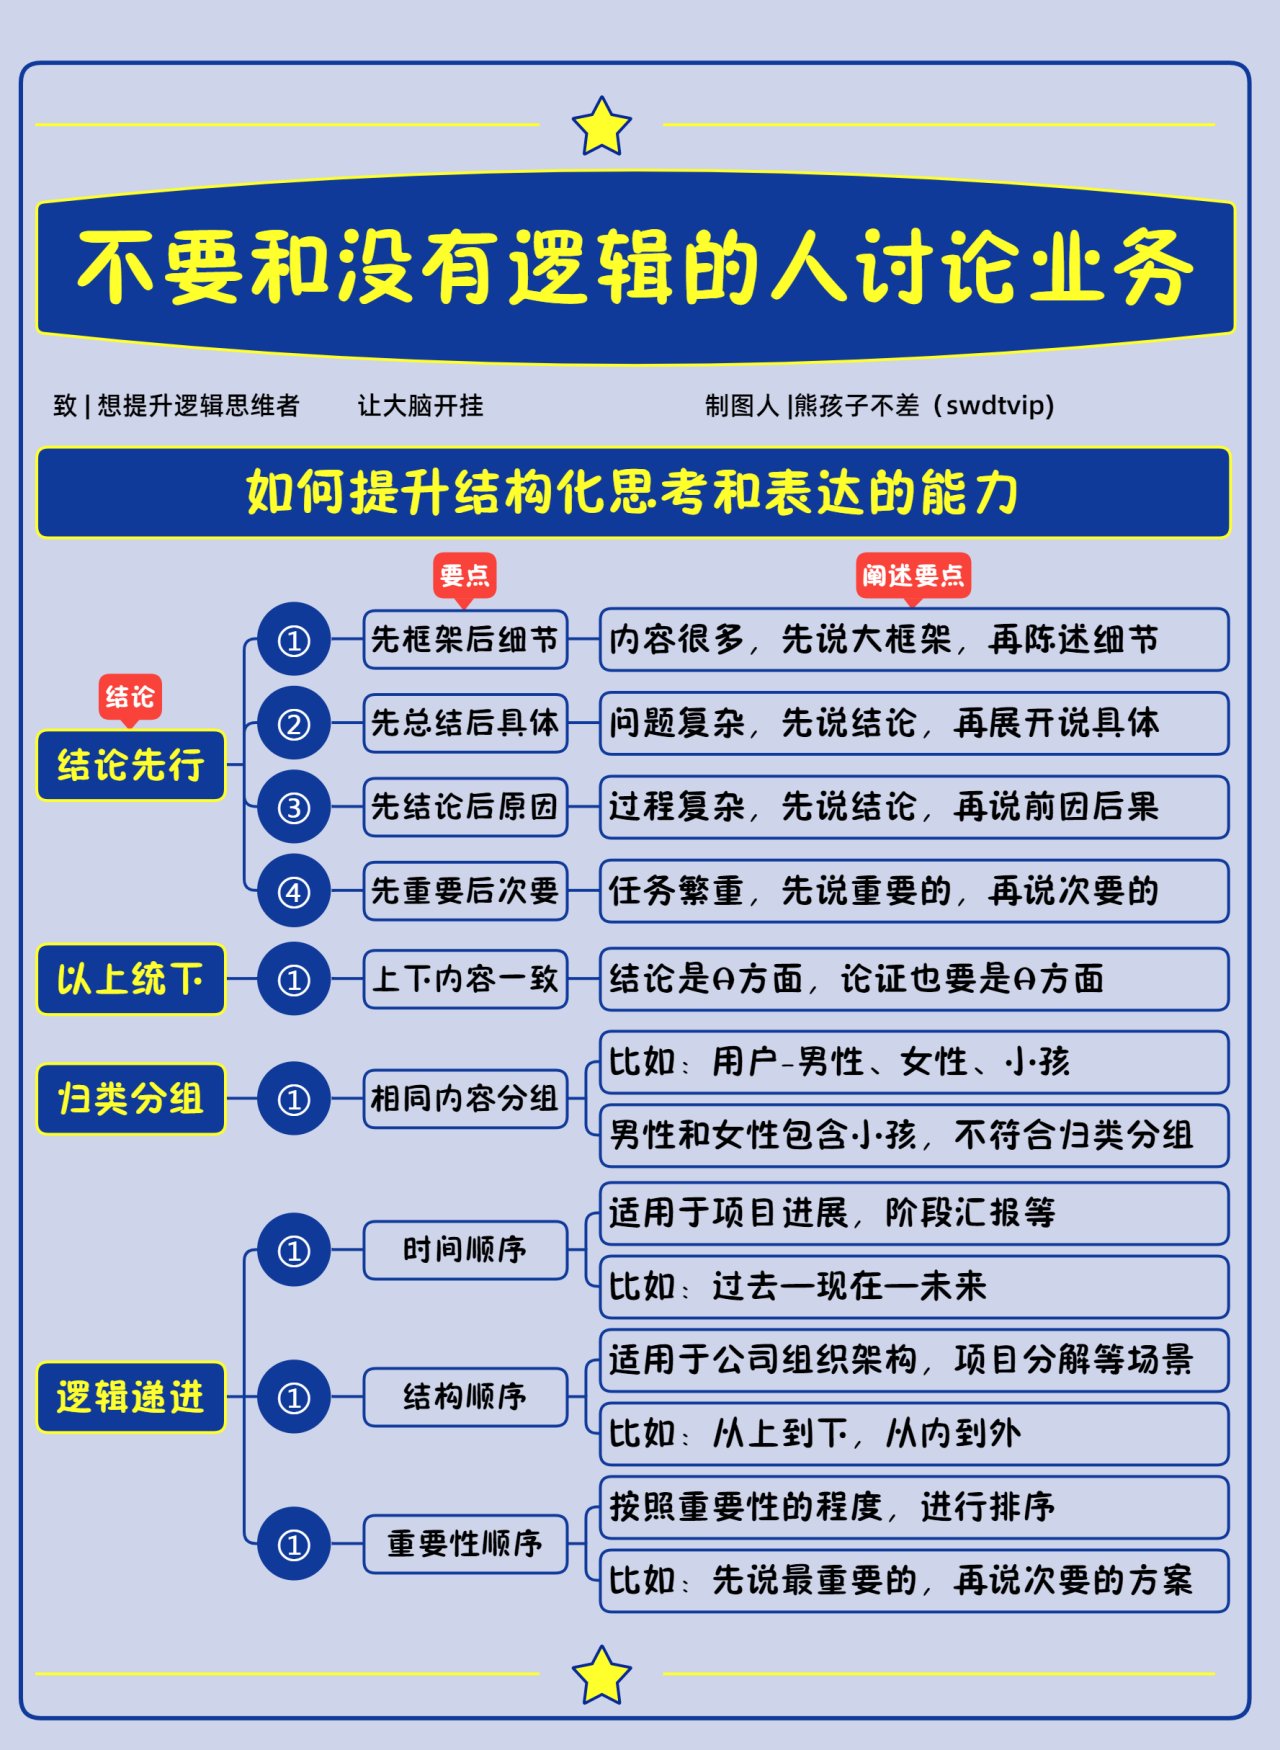 不要和没有逻辑的人讨论业务
致 | 想提升逻辑思维者 让大脑开挂 制图人 |熊孩子不差（swdtvip)
如何提升结构化思考和表达的能力
要点 阐述要点
结论
结论先行
① 先框架后细节 内容很多，先说大框架，再陈述细节
② 先总结后具体 问题复杂，先说结论，再展开说具体
③ 先结论后原因 过程复杂，先说结论，再说前因后果
④ 先重要后次要 任务繁重，先说重要的，再说次要的
以上统下 ① 上下内容一致 结论是A方面，论证也要是A方面
归类分组 ① 相同内容分组
比如：用户-男性、女性、小孩
男性和女性包含小孩，不符合归类分组
逻辑递进
① 时间顺序
适用于项目进展，阶段汇报等
比如：过去—现在—未来
① 结构顺序
适用于公司组织架构，项目分解等场景
比如：从上到下，从内到外
① 重要性顺序
按照重要性的程度，进行排序
比如：先说最重要的，再说次要的方案